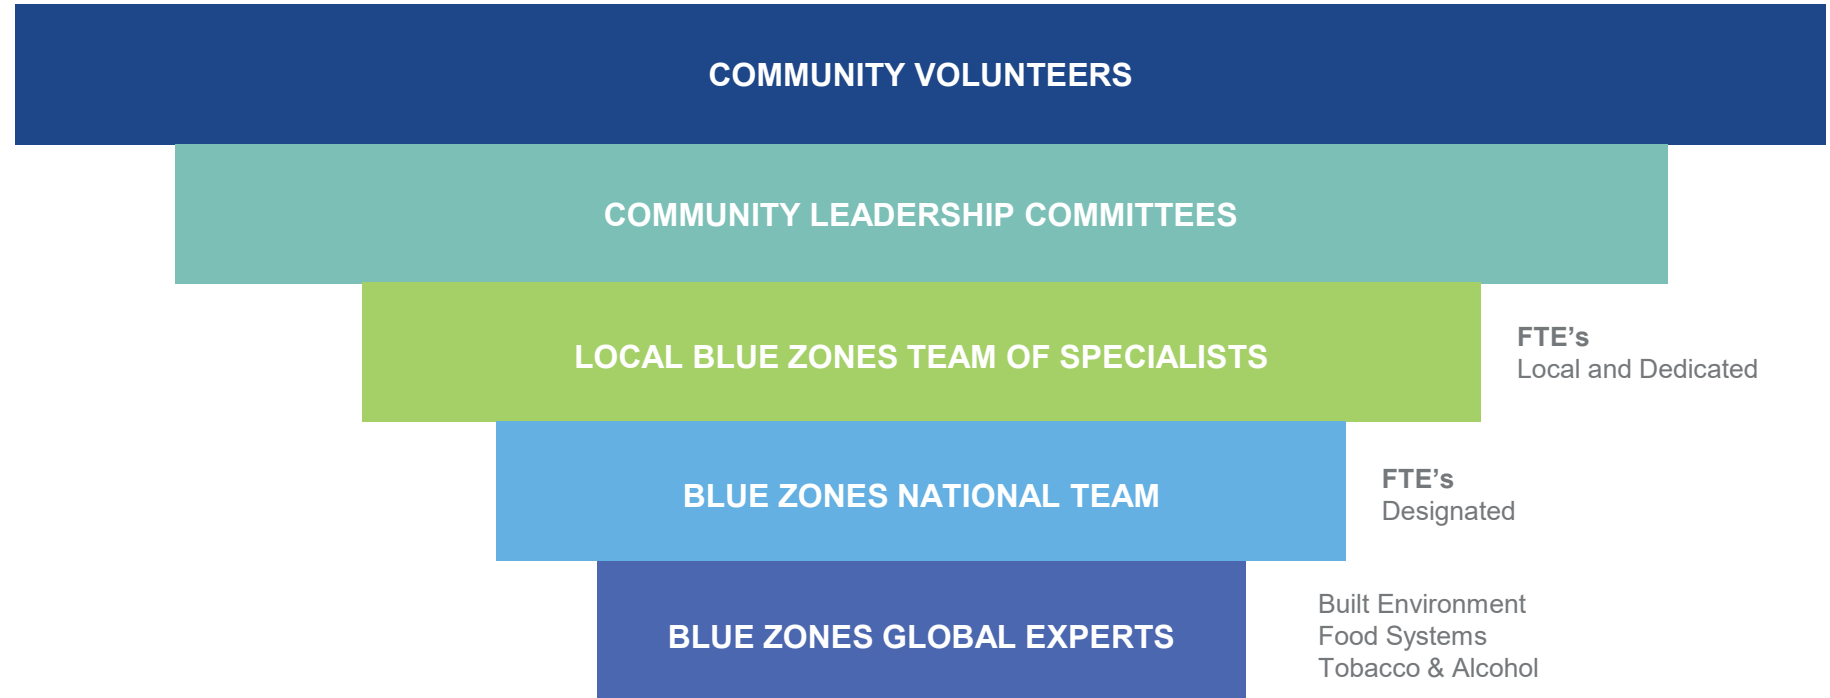 COMMUNITY VOLUNTEERS
COMMUNITY LEADERSHIP COMMITTEES
LOCAL BLUE ZONES TEAM OF SPECIALISTS
FTE’s
Local and Dedicated
BLUE ZONES NATIONAL TEAM
FTE’s
Designated
BLUE ZONES GLOBAL EXPERTS
Built Environment
Food Systems
Tobacco & Alcohol